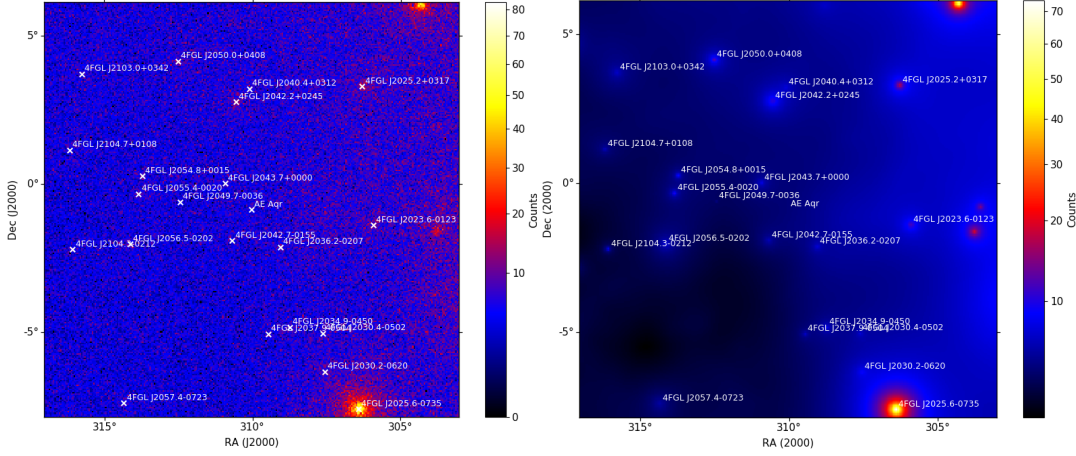 5°
0°
-5°
Dec (J2000)
315°
310°
305°
RA (J2000)
4FGL J2050.0+0408
4FGL J2103.0+0342
4FGL J2040.4+0312
4FGL J2025.2+0317
4FGL J2042.2+0245
4FGL J2104.7+0108
4FGL J2054.8+0015
4FGL J2043.7+0000
4FGL J2055.4-0020
4FGL J2049.7-0036
AE Aqr
4FGL J2023.6-0123
4FGL J2056.5-0202
4FGL J2104.3-0212
4FGL J2042.7-0155
4FGL J2036.2-0207
4FGL J2034.9-0450
4FGL J2030.4-0502
4FGL J2030.2-0620
4FGL J2057.4-0723
4FGL J2025.6-0735
80
70
60
50
40
30
20
10
0
Counts
5°
0°
-5°
Dec (2000)
315°
310°
305°
RA (2000)
4FGL J2050.0+0408
4FGL J2103.0+0342
4FGL J2040.4+0312
4FGL J2025.2+0317
4FGL J2042.2+0245
4FGL J2104.7+0108
4FGL J2054.8+0015
4FGL J2043.7+0000
4FGL J2055.4-0020
4FGL J2049.7-0036
AE Aqr
4FGL J2023.6-0123
4FGL J2056.5-0202
4FGL J2104.3-0212
4FGL J2042.7-0155
4FGL J2036.2-0207
4FGL J2034.9-0450
4FGL J2030.4-0502
4FGL J2030.2-0620
4FGL J2057.4-0723
4FGL J2025.6-0735
70
60
50
40
30
20
10
Counts